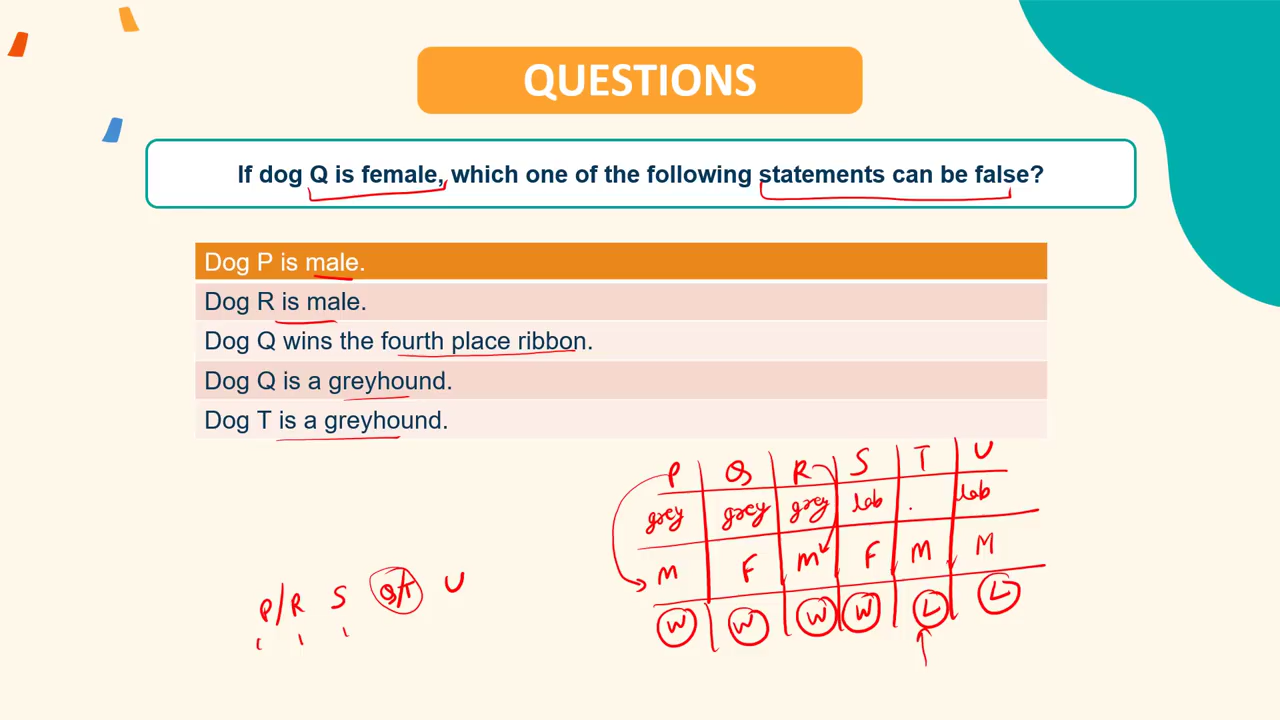 QUESTIONS
If dog Q is female, which one of the following statements can be false?
Dog P is male.
Dog R is male.
Dog Q wins the fourth place ribbon.
Dog Q is a greyhound.
Dog T is a greyhound.
P Q R S T U
grey grey grey lab . lab
M F M F M M
W W W W L L
P/R S Q/T U